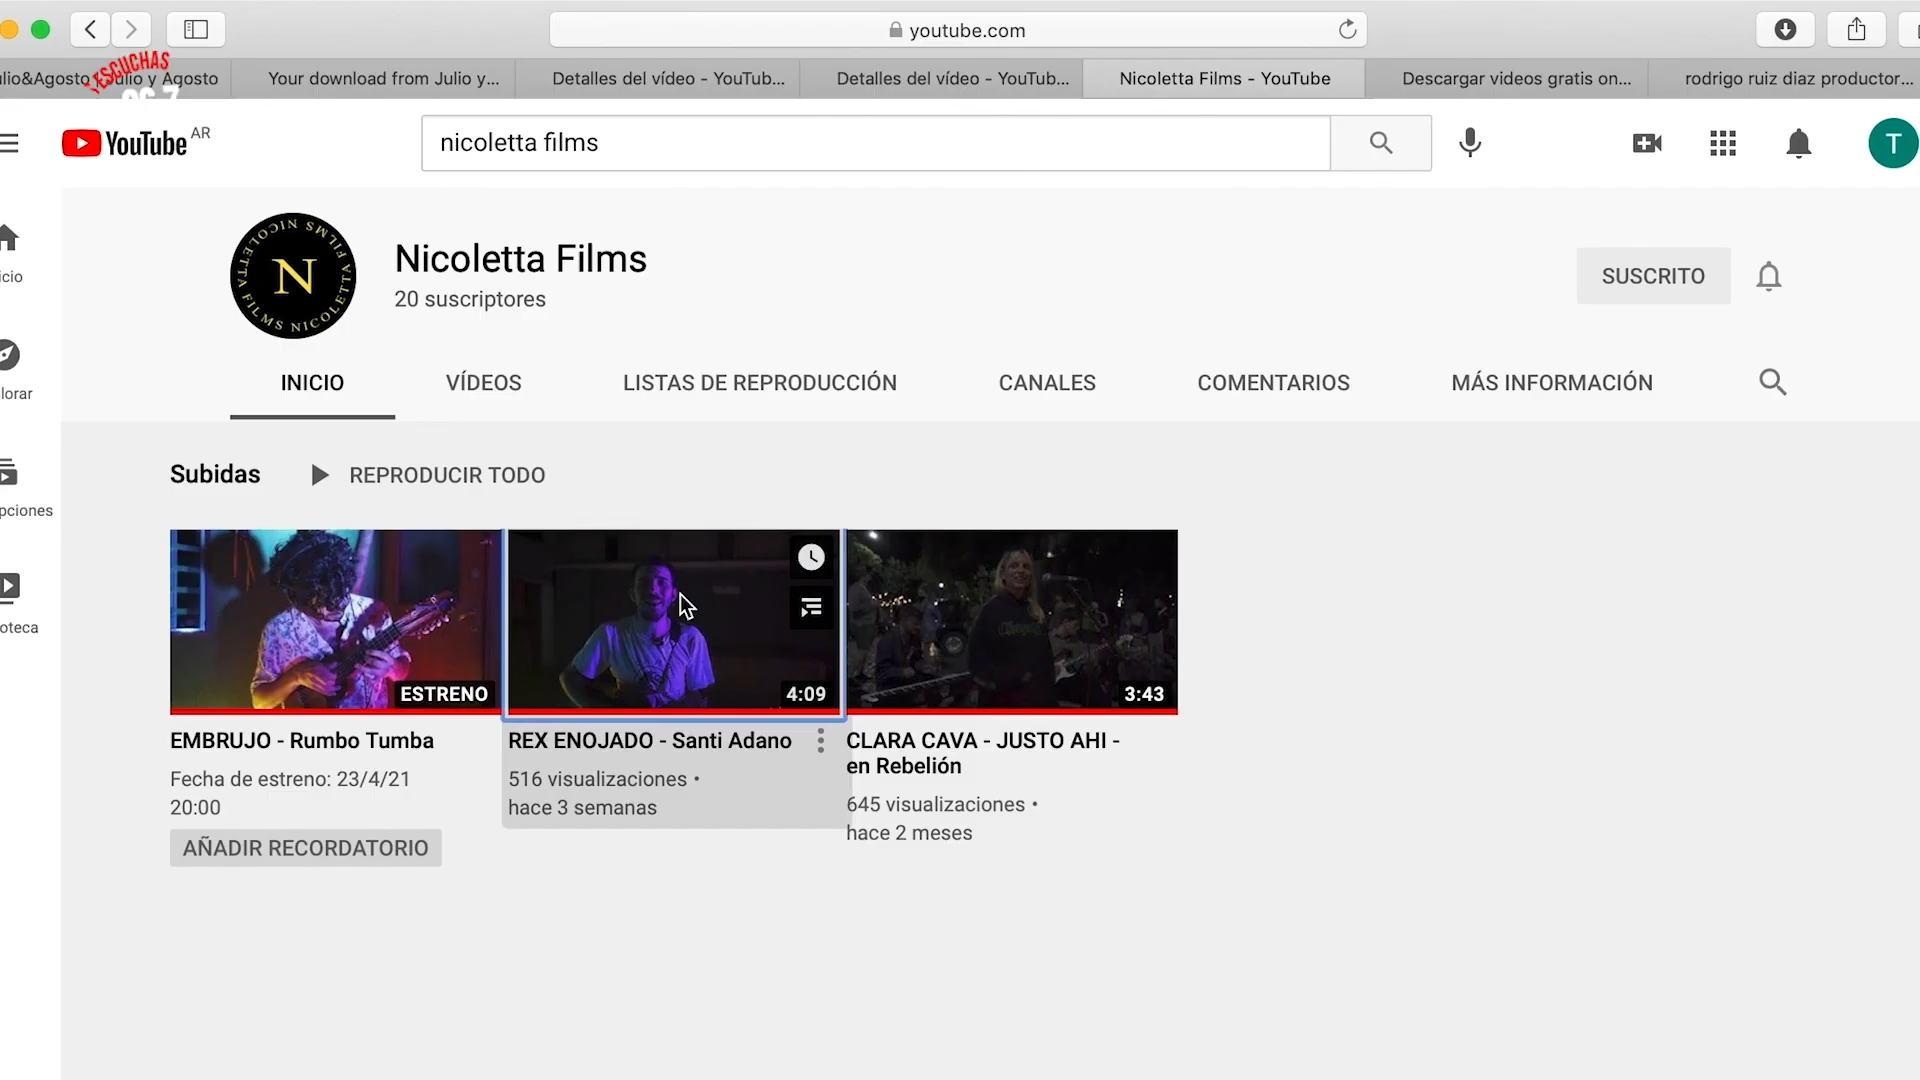 youtube.com
Julio y Agosto
Your download from Julio y...
Detalles del vídeo - YouTub...
Detalles del vídeo - YouTub...
Nicoletta Films - YouTube
Descargar videos gratis on...
rodrigo ruiz diaz productor...
ESCUCHAS
YouTube AR
nicoletta films
T
NICOLETTA FILMS NICOLETTA FILMS
N
Nicoletta Films
20 suscriptores
SUSCRITO
INICIO
VÍDEOS
LISTAS DE REPRODUCCIÓN
CANALES
COMENTARIOS
MÁS INFORMACIÓN
icio
lorar
pciones
oteca
Subidas
REPRODUCIR TODO
ESTRENO
4:09
3:43
EMBRUJO - Rumbo Tumba
Fecha de estreno: 23/4/21
20:00
AÑADIR RECORDATORIO
REX ENOJADO - Santi Adano
516 visualizaciones •
hace 3 semanas
CLARA CAVA - JUSTO AHI -
en Rebelión
645 visualizaciones •
hace 2 meses